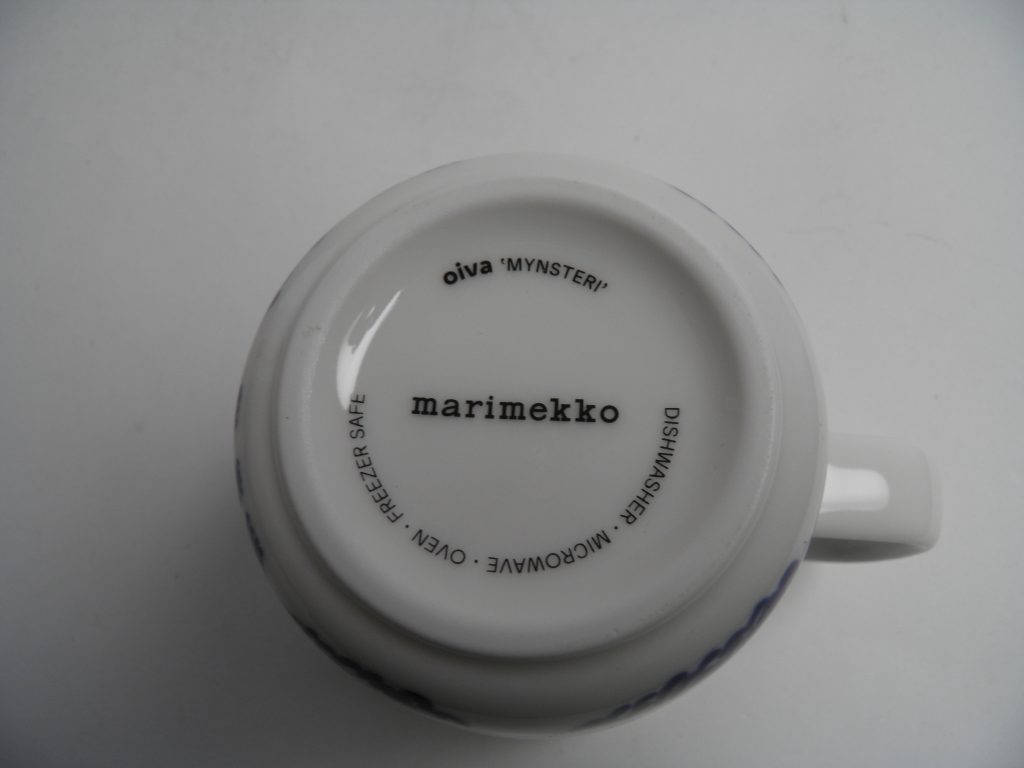 oiva 'MYNSTERI'
marimekko
DISHWASHER · MICROWAVE · OVEN · FREEZER SAFE